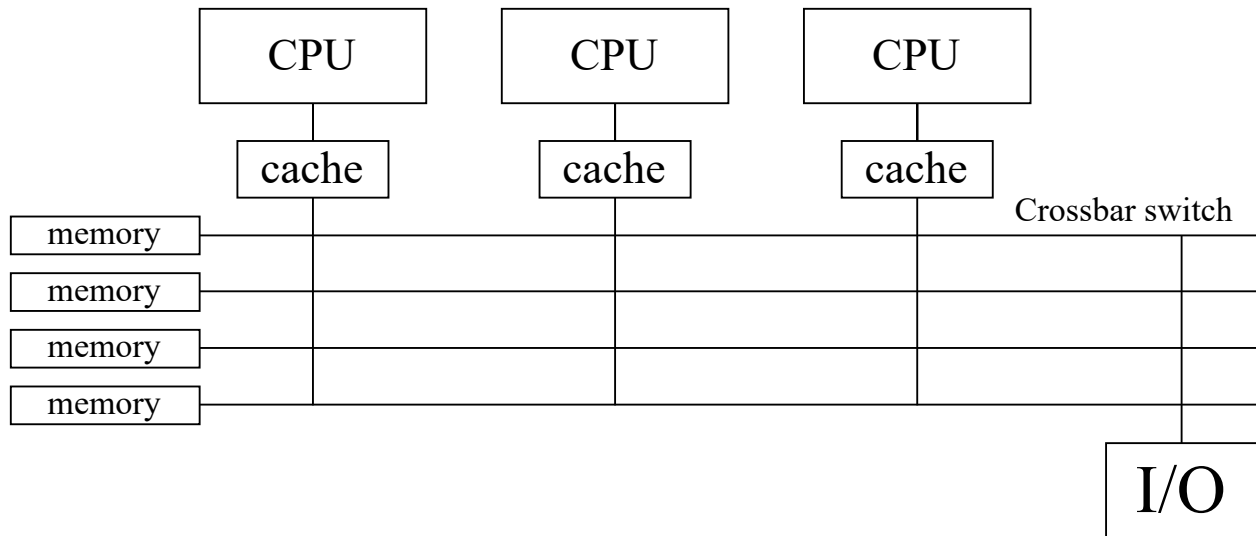 CPU CPU CPU
cache cache cache
Crossbar switch
memory
memory
memory
memory
I/O